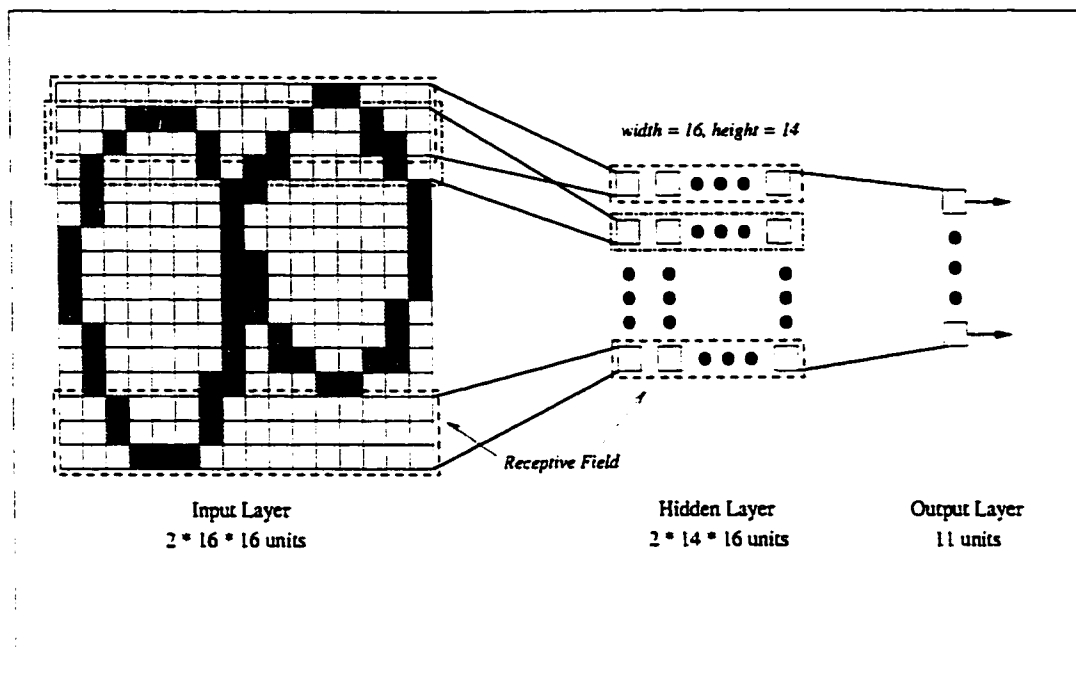 width = 16, height = 14
Receptive Field
Input Layer
2 * 16 * 16 units
Hidden Layer
2 * 14 * 16 units
Output Layer
11 units